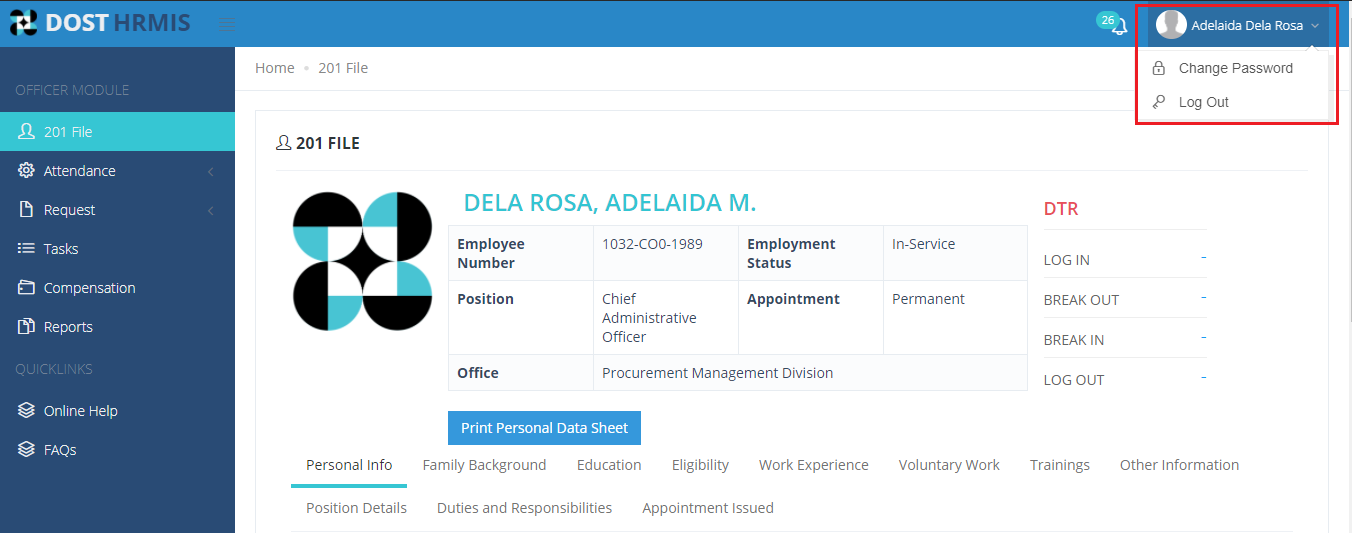 DOST HRMIS
26
Adelaida Dela Rosa
Change Password
Log Out
Home • 201 File
OFFICER MODULE
201 File
Attendance
Request
Tasks
Compensation
Reports
QUICKLINKS
Online Help
FAQs
201 FILE
DELA ROSA, ADELAIDA M.
Employee
Number
1032-CO0-1989
Employment
Status
In-Service
Position
Chief
Administrative
Officer
Appointment
Permanent
Office
Procurement Management Division
DTR
LOG IN -
BREAK OUT -
BREAK IN -
LOG OUT -
Print Personal Data Sheet
Personal Info Family Background Education Eligibility Work Experience Voluntary Work Trainings Other Information
Position Details Duties and Responsibilities Appointment Issued